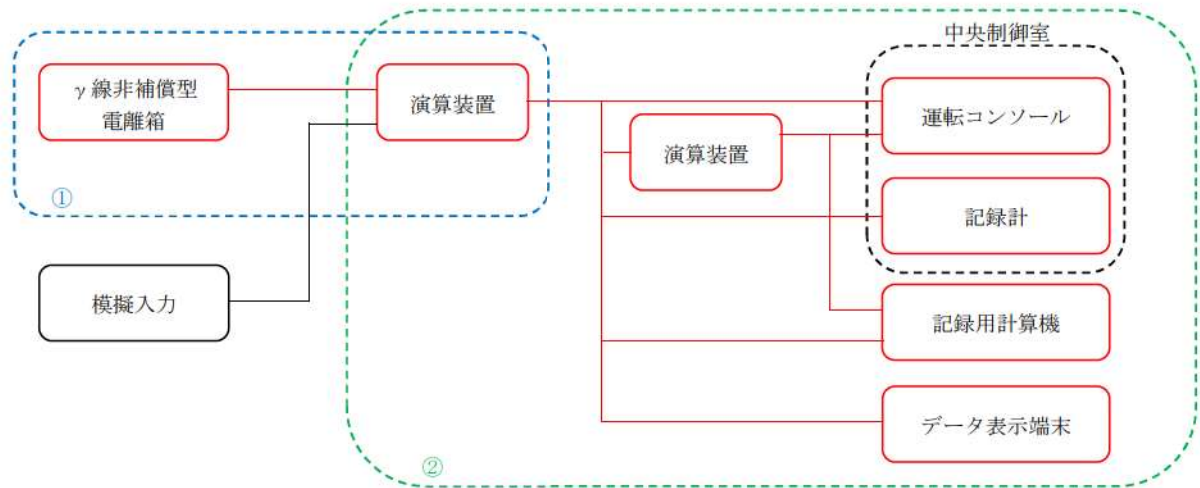 中央制御室
γ線非補償型
電離箱
演算装置
運転コンソール
演算装置
①
記録計
模擬入力
記録用計算機
データ表示端末
②